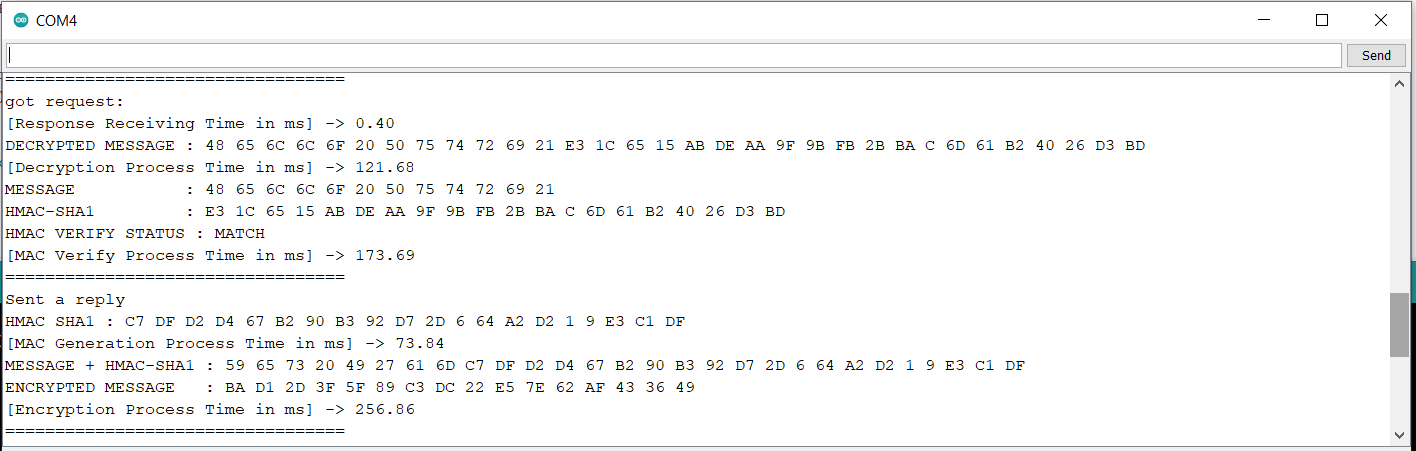 COM4
Send
==================================
got request:
[Response Receiving Time in ms] -> 0.40
DECRYPTED MESSAGE : 48 65 6C 6C 6F 20 50 75 74 72 69 21 E3 1C 65 15 AB DE AA 9F 9B FB 2B BA C 6D 61 B2 40 26 D3 BD
[Decryption Process Time in ms] -> 121.68
MESSAGE           : 48 65 6C 6C 6F 20 50 75 74 72 69 21
HMAC-SHA1         : E3 1C 65 15 AB DE AA 9F 9B FB 2B BA C 6D 61 B2 40 26 D3 BD
HMAC VERIFY STATUS : MATCH
[MAC Verify Process Time in ms] -> 173.69
==================================
Sent a reply
HMAC SHA1 : C7 DF D2 D4 67 B2 90 B3 92 D7 2D 6 64 A2 D2 1 9 E3 C1 DF
[MAC Generation Process Time in ms] -> 73.84
MESSAGE + HMAC-SHA1 : 59 65 73 20 49 27 61 6D C7 DF D2 D4 67 B2 90 B3 92 D7 2D 6 64 A2 D2 1 9 E3 C1 DF
ENCRYPTED MESSAGE   : BA D1 2D 3F 5F 89 C3 DC 22 E5 7E 62 AF 43 36 49
[Encryption Process Time in ms] -> 256.86
==================================